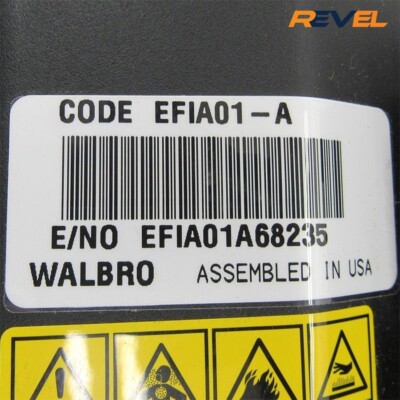 REVEL
CODE EFIA01-A
E/NO EFIA01A68235
WALBRO ASSEMBLED IN USA